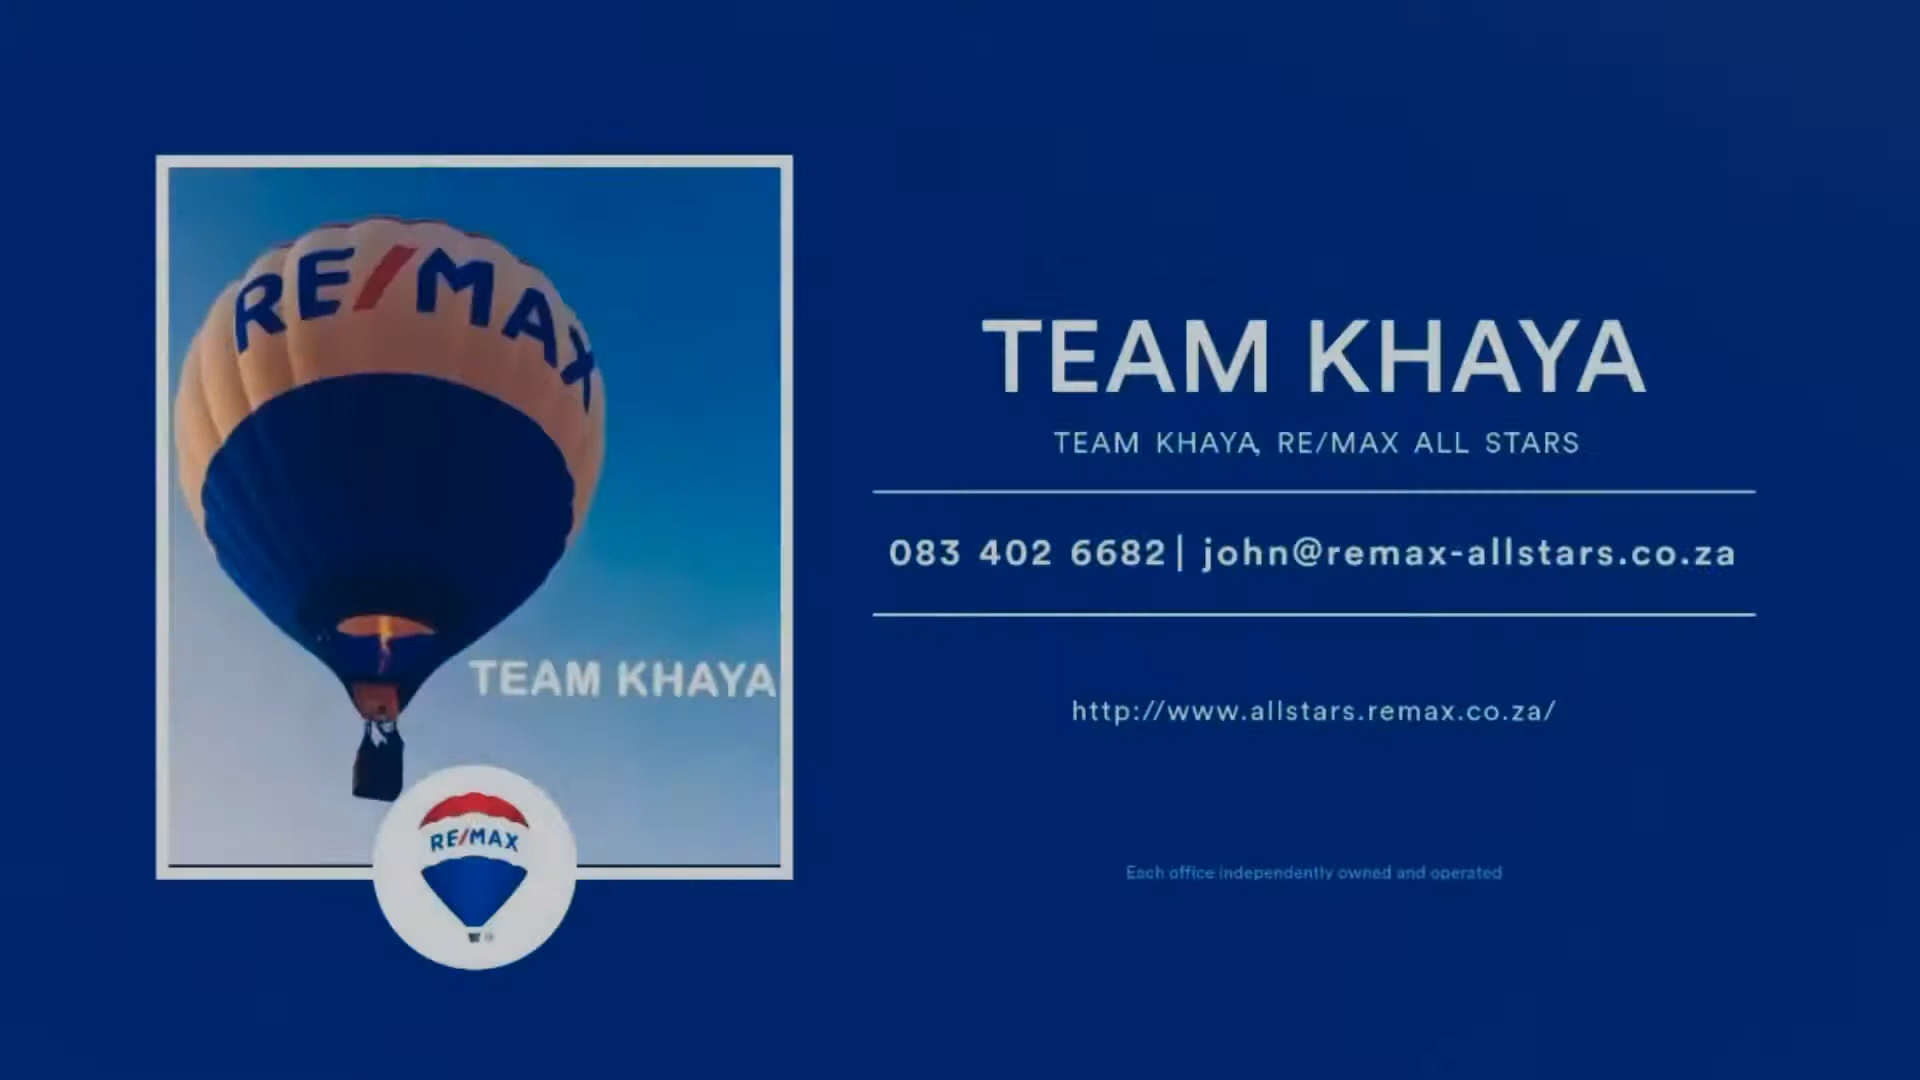 RE/MAX
TEAM KHAYA
RE/MAX
TEAM KHAYA
TEAM KHAYA, RE/MAX ALL STARS
083 402 6682 | john@remax-allstars.co.za
http://www.allstars.remax.co.za/
Each office independently owned and operated